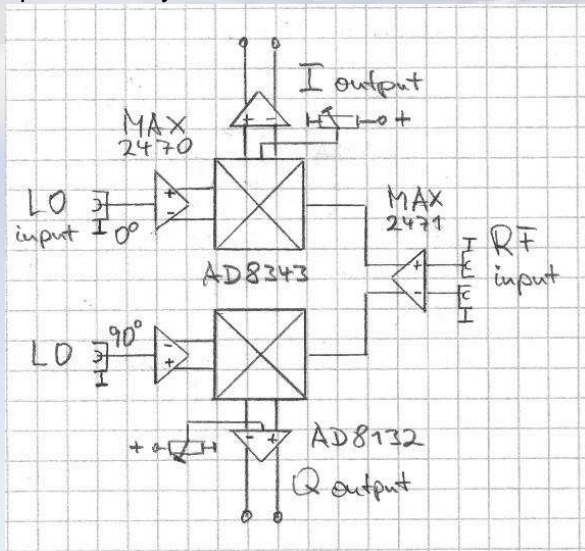 I output
MAX
2470
+
LO
input
0°
MAX
2471
RF
input
AD8343
90°
LO
+
AD8132
Q output